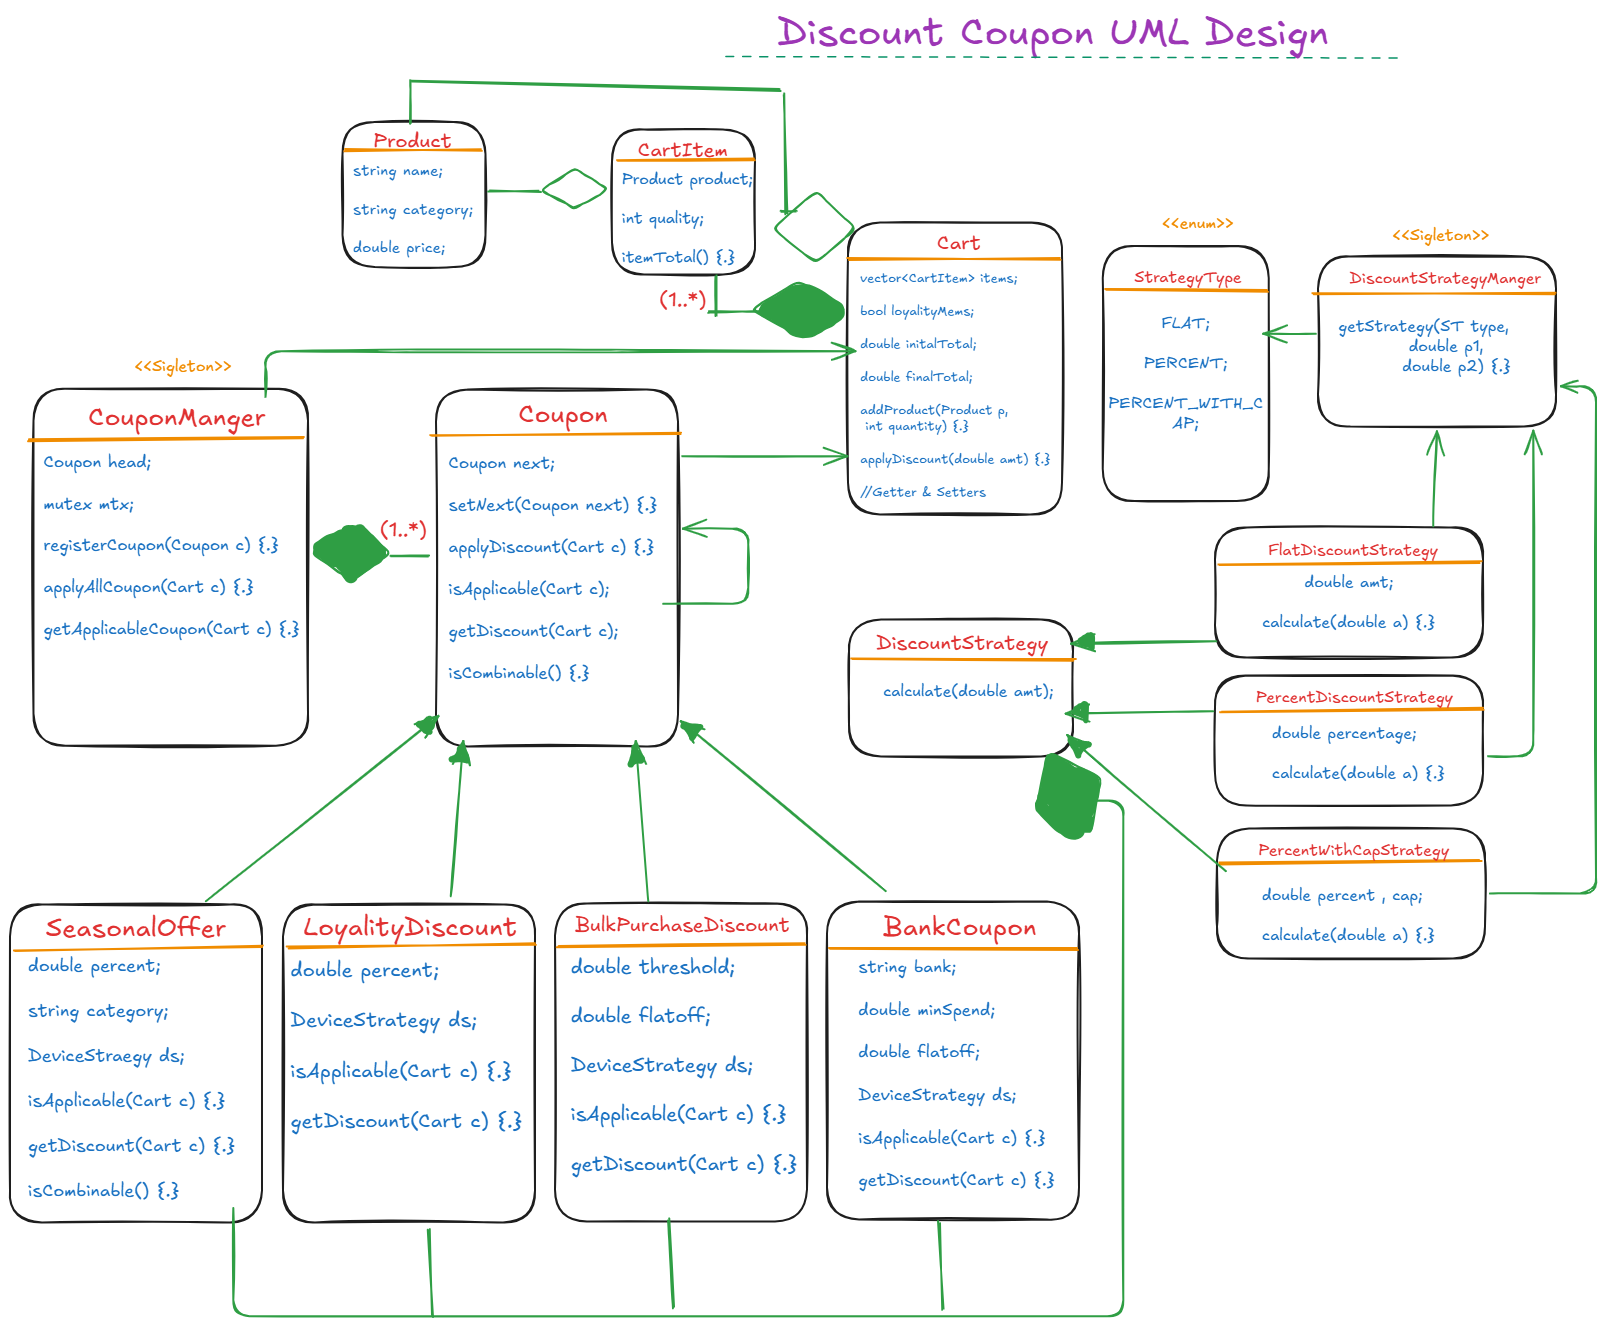 Discount Coupon UML Design
Product
string name;
string category;
double price;
CartItem
Product product;
int quality;
itemTotal() {.}
(1..*)
Cart
vector<CartItem> items;
bool loyalityMems;
double initalTotal;
double finalTotal;
addProduct(Product p,
int quantity) {.}
applyDiscount(double amt) {.}
//Getter & Setters
<<enum>>
StrategyType
FLAT;
PERCENT;
PERCENT_WITH_C
AP;
<<Sigleton>>
DiscountStrategyManger
getStrategy(ST type,
double p1,
double p2) {.}
<<Sigleton>>
CouponManger
Coupon head;
mutex mtx;
registerCoupon(Coupon c) {.}
applyAllCoupon(Cart c) {.}
getApplicableCoupon(Cart c) {.}
(1..*)
Coupon
Coupon next;
setNext(Coupon next) {.}
applyDiscount(Cart c) {.}
isApplicable(Cart c);
getDiscount(Cart c);
isCombinable() {.}
DiscountStrategy
calculate(double amt);
FlatDiscountStrategy
double amt;
calculate(double a) {.}
PercentDiscountStrategy
double percentage;
calculate(double a) {.}
PercentWithCapStrategy
double percent , cap;
calculate(double a) {.}
SeasonalOffer
double percent;
string category;
DeviceStraegy ds;
isApplicable(Cart c) {.}
getDiscount(Cart c) {.}
isCombinable() {.}
LoyalityDiscount
double percent;
DeviceStrategy ds;
isApplicable(Cart c) {.}
getDiscount(Cart c) {.}
BulkPurchaseDiscount
double threshold;
double flatoff;
DeviceStrategy ds;
isApplicable(Cart c) {.}
getDiscount(Cart c) {.}
BankCoupon
string bank;
double minSpend;
double flatoff;
DeviceStrategy ds;
isApplicable(Cart c) {.}
getDiscount(Cart c) {.}